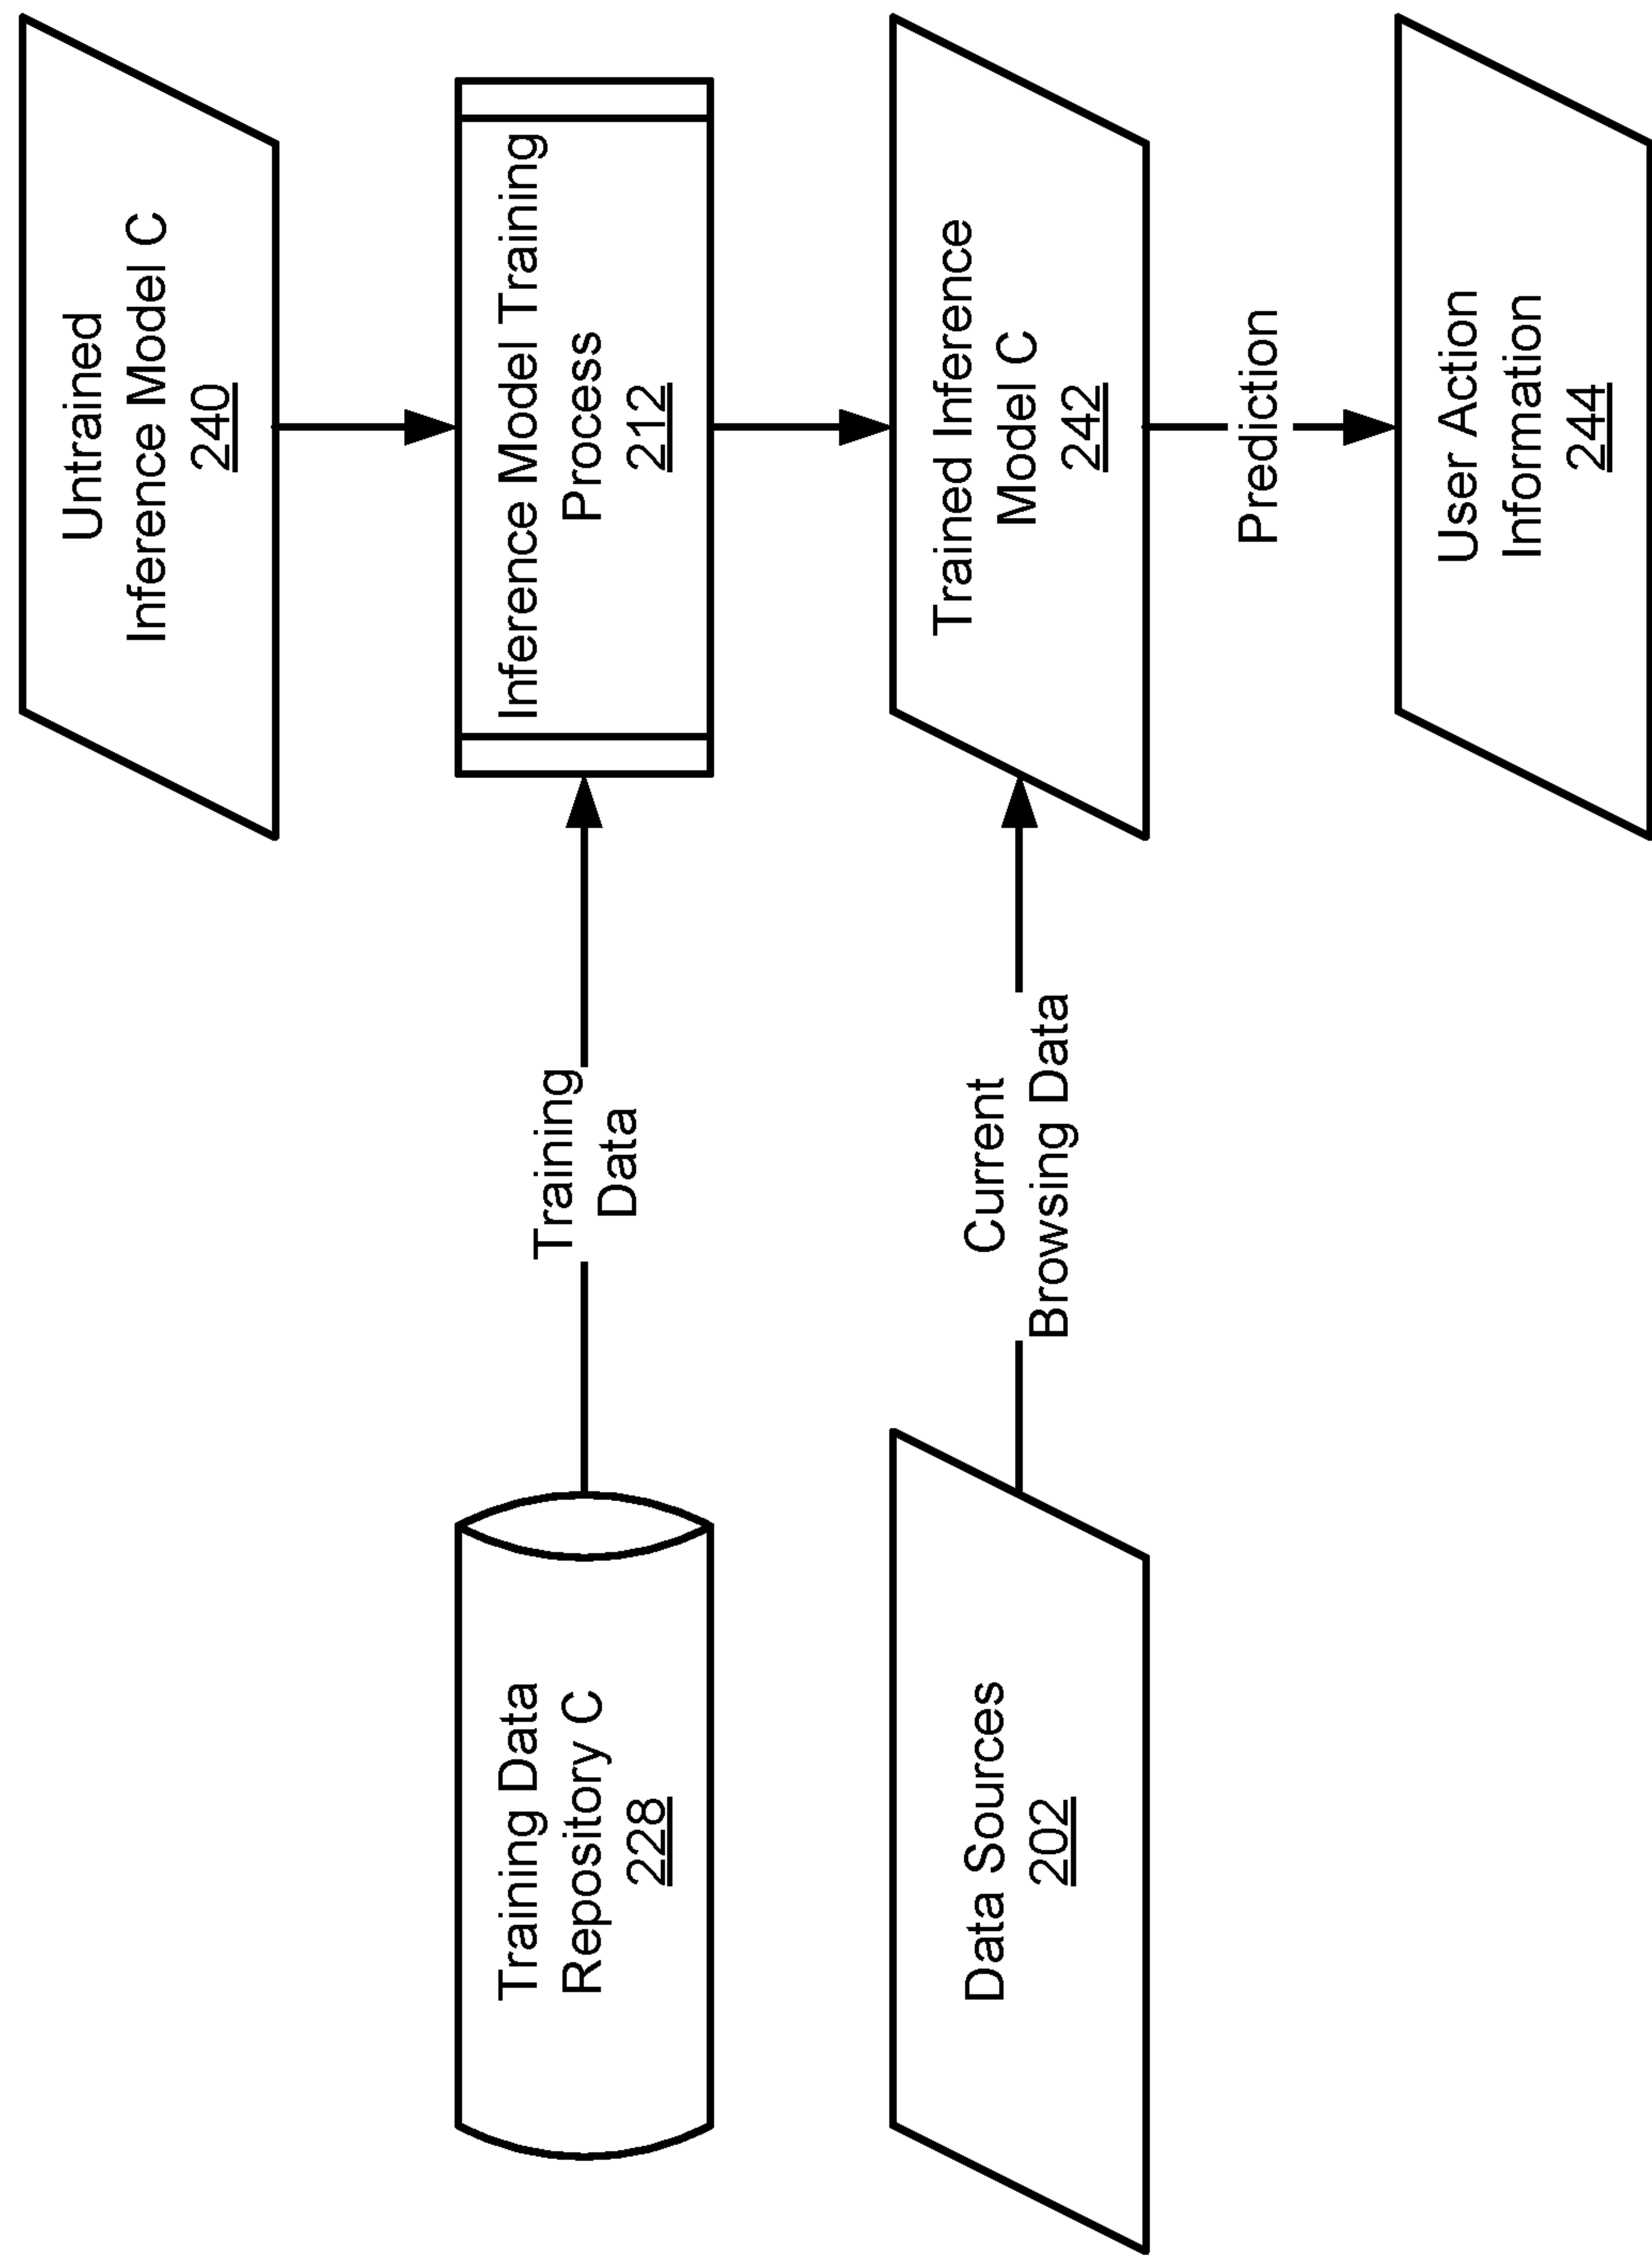 Untrained
Inference Model C
240
Training Data
Repository C
228
Training
Data
Inference Model Training
Process
212
Data Sources
202
Current
Browsing Data
Trained Inference
Model C
242
Prediction
User Action
Information
244